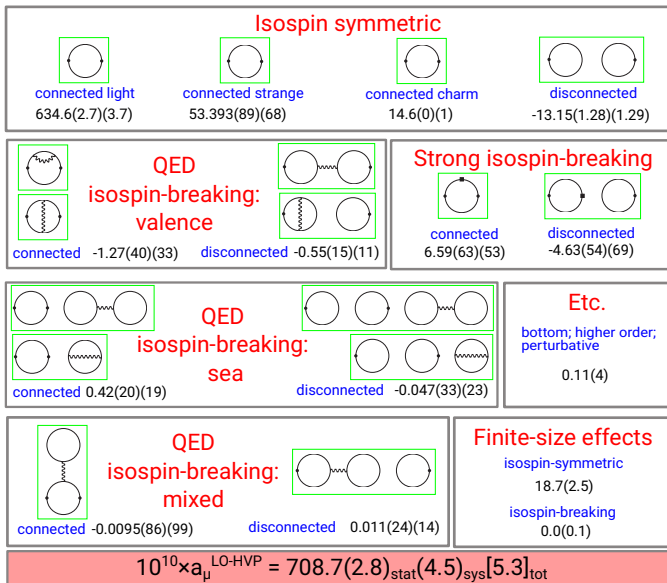 Isospin symmetric
connected light
634.6(2.7)(3.7)
connected strange
53.393(89)(68)
connected charm
14.6(0)(1)
disconnected
-13.15(1.28)(1.29)
QED
isospin-breaking:
valence
connected -1.27(40)(33)
disconnected -0.55(15)(11)
Strong isospin-breaking
connected
6.59(63)(53)
disconnected
-4.63(54)(69)
QED
isospin-breaking:
sea
connected 0.42(20)(19)
disconnected -0.047(33)(23)
Etc.
bottom; higher order;
perturbative
0.11(4)
QED
isospin-breaking:
mixed
connected -0.0095(86)(99)
disconnected 0.011(24)(14)
Finite-size effects
isospin-symmetric
18.7(2.5)
isospin-breaking
0.0(0.1)
10¹⁰×aμ^LO-HVP = 708.7(2.8)stat(4.5)sys[5.3]tot